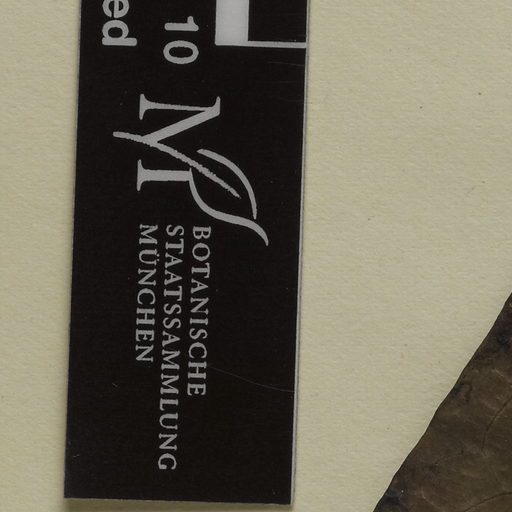 10
ed
M
BOTANISCHE
STAATSSAMMLUNG
MÜNCHEN